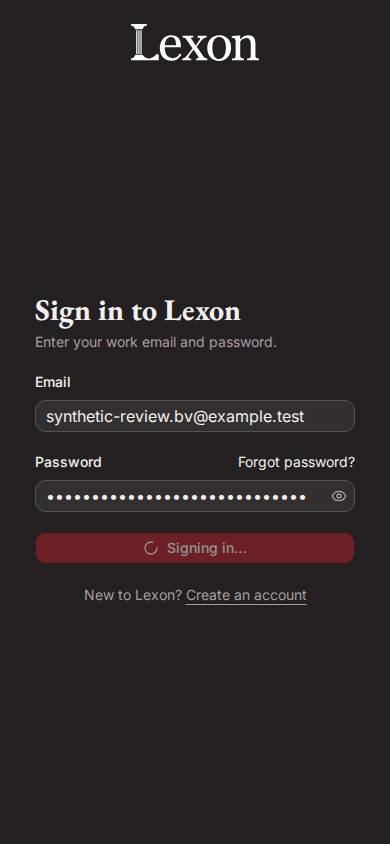 Lexon
Sign in to Lexon
Enter your work email and password.
Email
synthetic-review.bv@example.test
Password Forgot password?
•••••••••••••••••••••••••••••
Signing in...
New to Lexon? Create an account